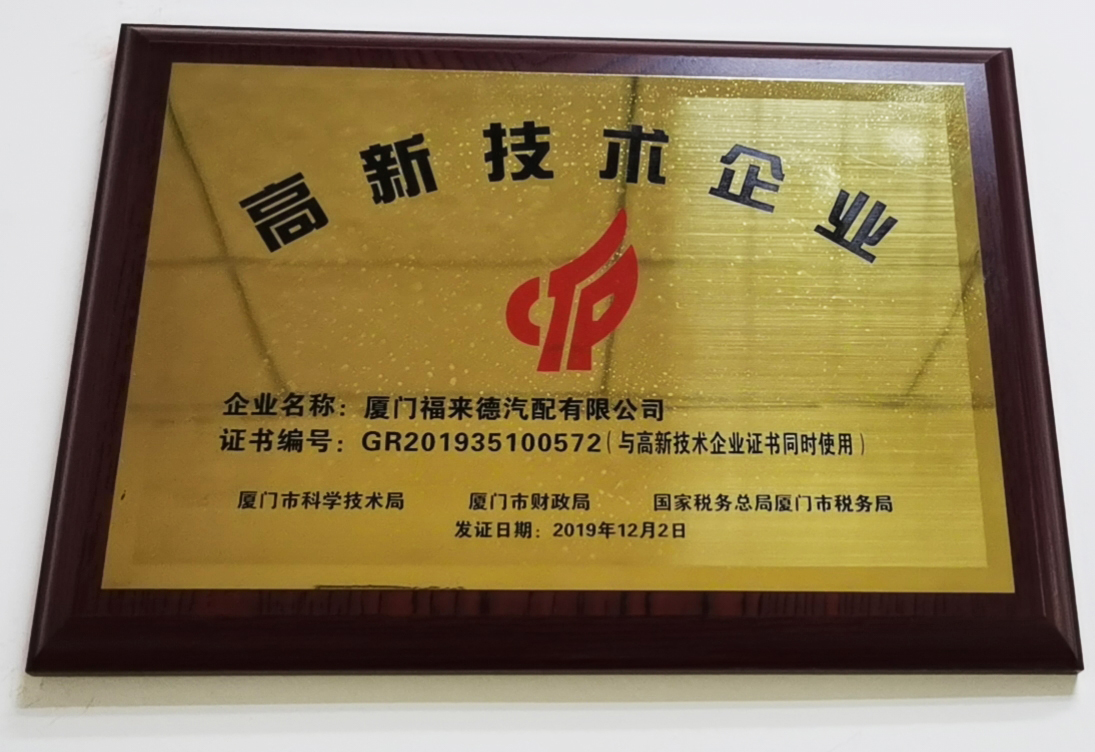 高新技术企业
企业名称：厦门福来德汽配有限公司
证书编号：GR201935100572（与高新技术企业证书同时使用）
厦门市科学技术局 厦门市财政局 国家税务总局厦门市税务局
发证日期：2019年12月2日